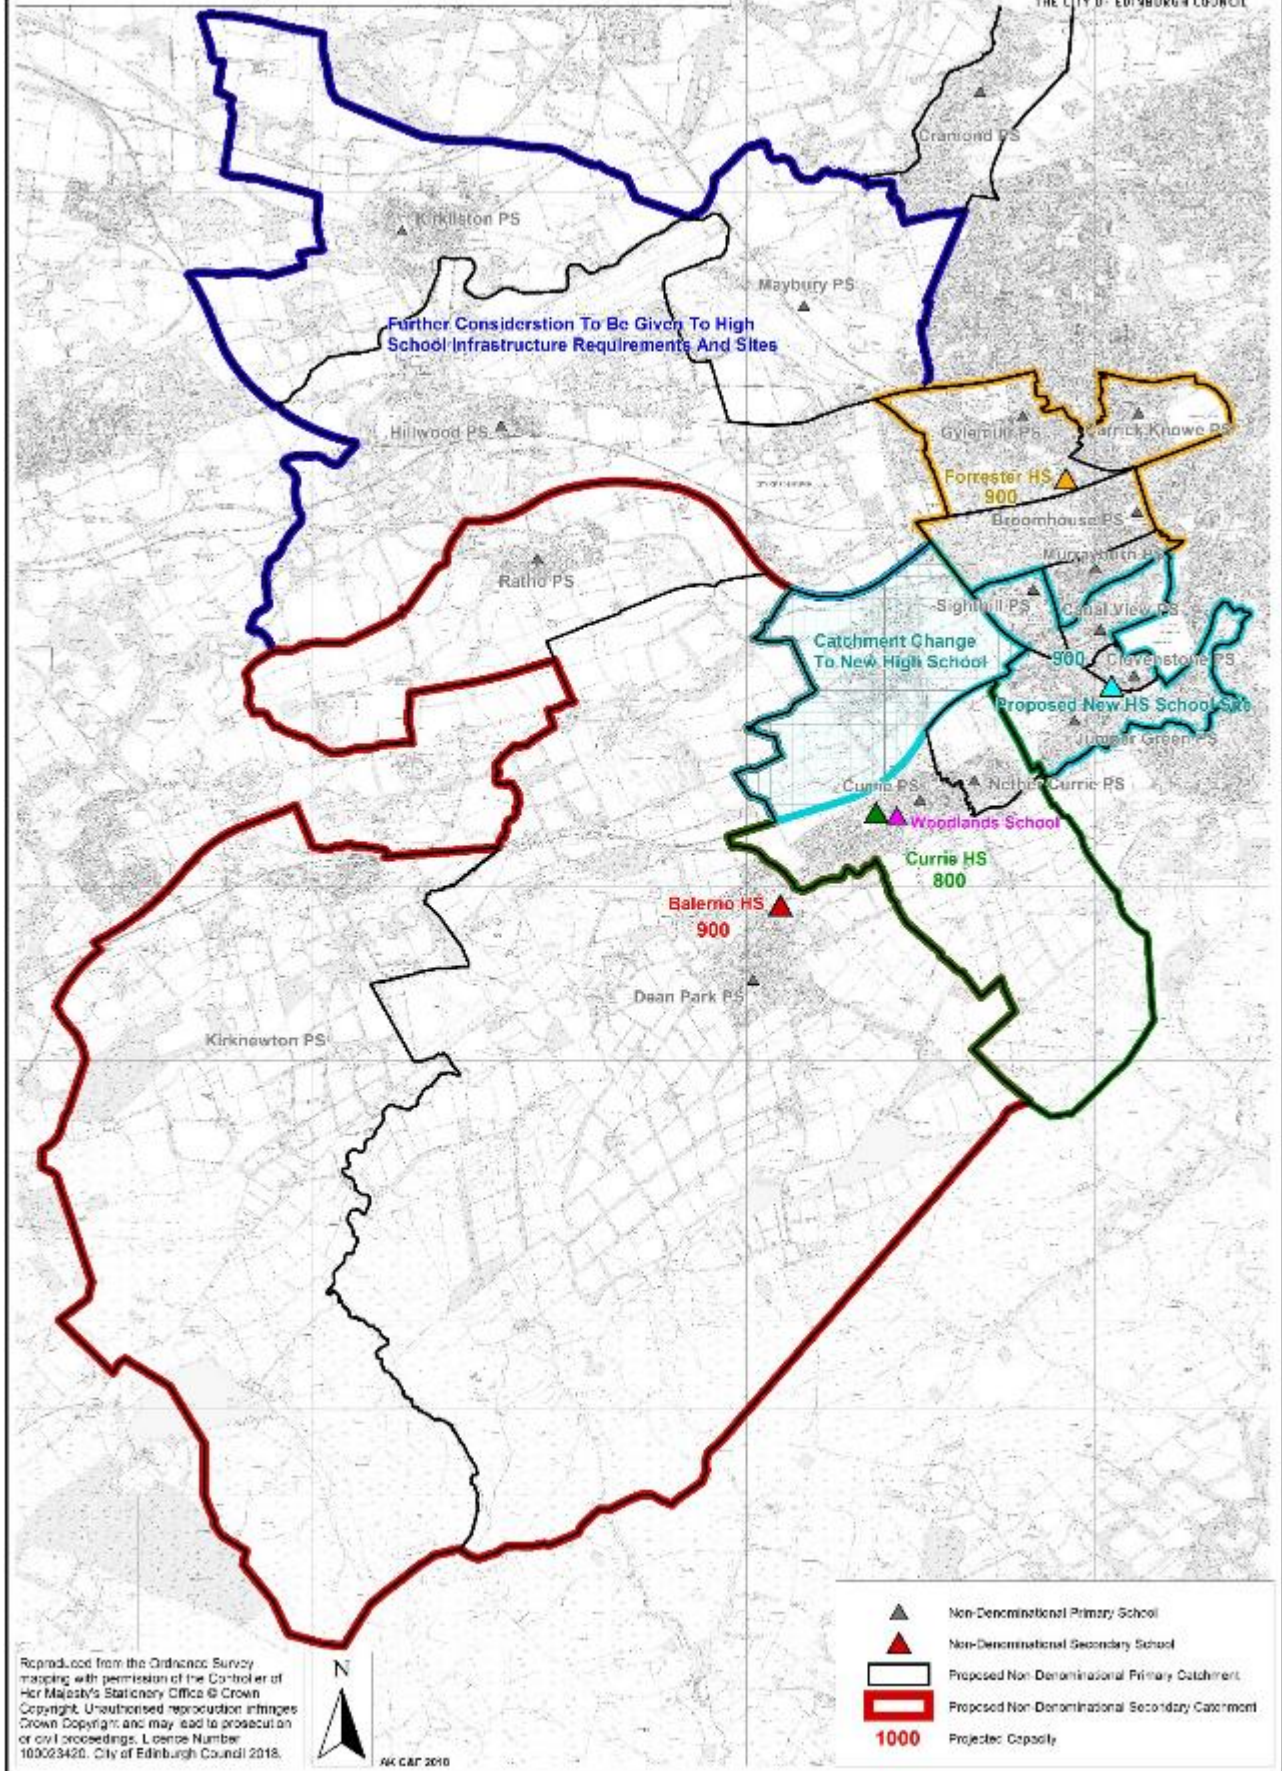 THE CITY OF EDINBURGH COUNCIL
Cramond PS
Kirkliston PS
Maybury PS
Further Considerstion To Be Given To High
School Infrastructure Requirements And Sites
Hillwood PS
Gylemuir PS
Carrick Knowe PS
Forrester HS
900
Broomhouse PS
Ratho PS
Sighthill PS
Canal View PS
Catchment Change
To New High School
900
Clovenstone PS
Proposed New HS School Site
Juniper Green PS
Currie PS
Nether Currie PS
Woodlands School
Currie HS
800
Balerno HS
900
Dean Park PS
Kirknewton PS
Non-Denominational Primary School
Non-Denominational Secondary School
Proposed Non-Denominational Primary Catchment
Proposed Non-Denominational Secondary Catchment
1000
Projected Capacity
Reproduced from the Ordnance Survey
mapping with permission of the Controller of
Her Majesty's Stationery Office © Crown
Copyright. Unauthorised reproduction infringes
Crown Copyright and may lead to prosecution
or civil proceedings. Licence Number
100023420. City of Edinburgh Council 2018.
N
AK C&F 2018